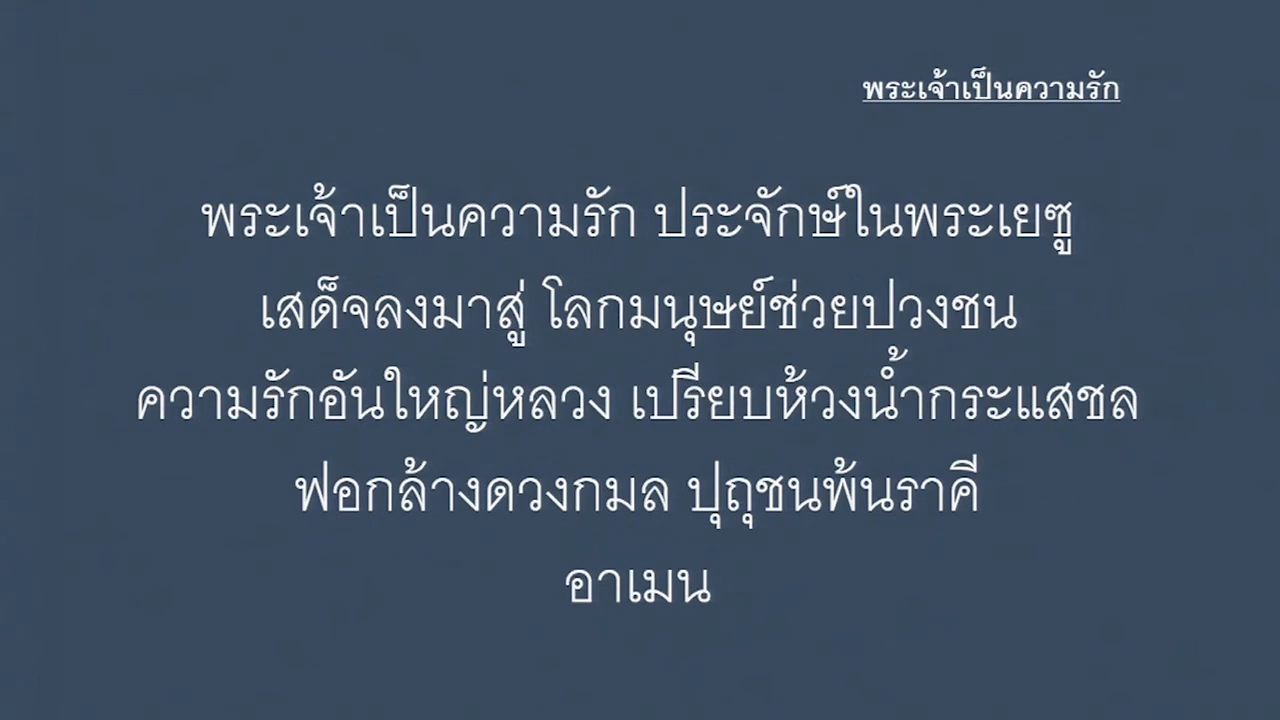 พระเจ้าเป็นความรัก
พระเจ้าเป็นความรัก ประจักษ์ในพระเยซู
เสด็จลงมาสู่ โลกมนุษย์ช่วยปวงชน
ความรักอันใหญ่หลวง เปรียบห้วงน้ำกระแสชล
ฟอกล้างดวงกมล ปุถุชนพ้นราคี
อาเมน